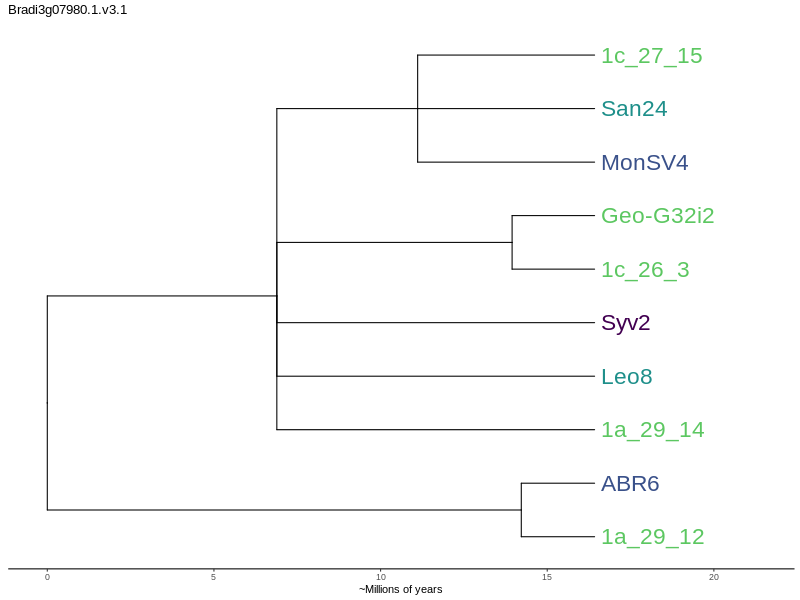 Bradi3g07980.1.v3.1
1c_27_15
San24
MonSV4
Geo-G32i2
1c_26_3
Syv2
Leo8
1a_29_14
ABR6
1a_29_12
0 5 10 15 20
~Millions of years